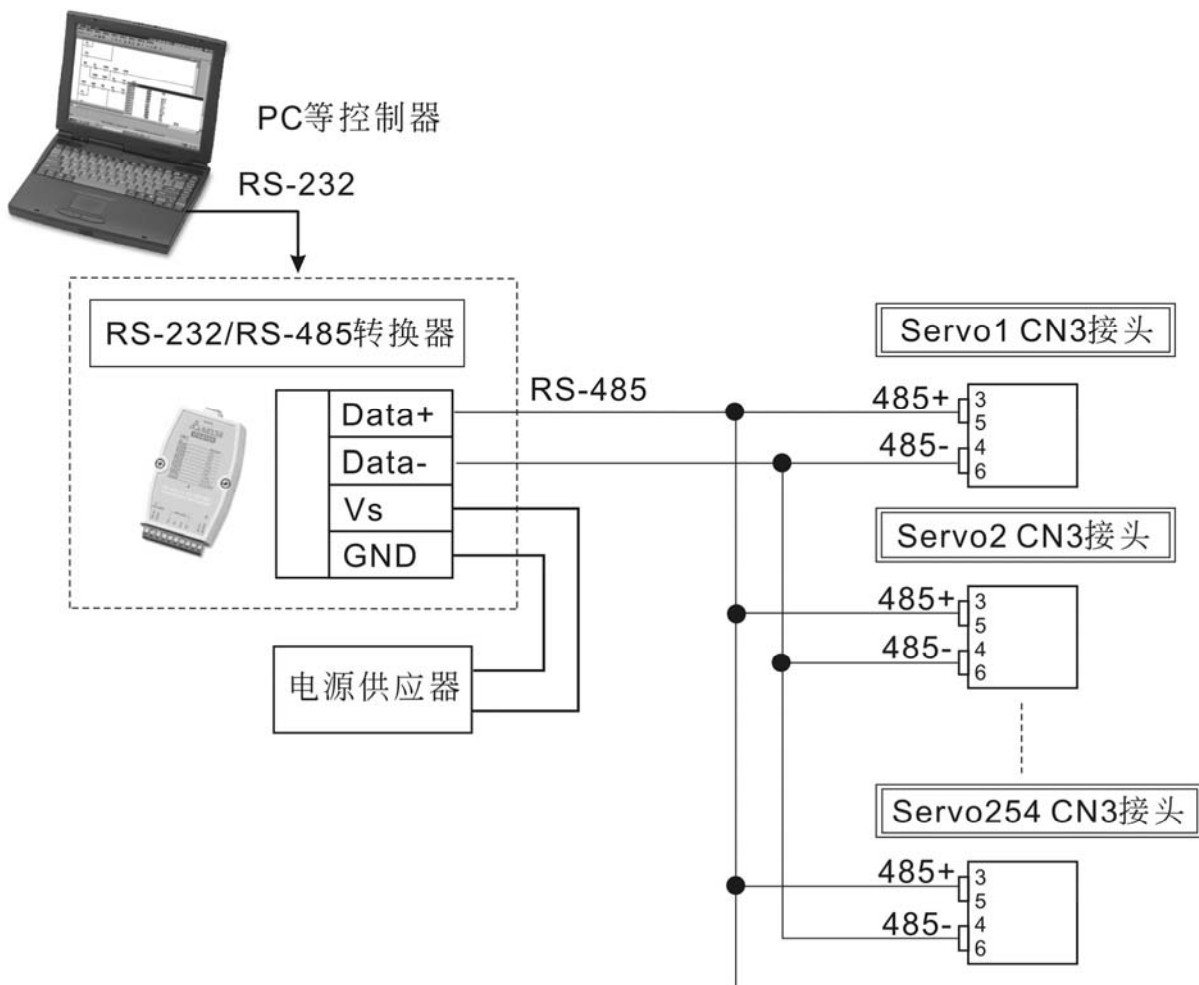 PC等控制器
RS-232
RS-232/RS-485转换器
Data+
Data-
Vs
GND
RS-485
电源供应器
Servo1 CN3接头
485+
3
5
485-
4
6
Servo2 CN3接头
485+
3
5
485-
4
6
Servo254 CN3接头
485+
3
5
485-
4
6